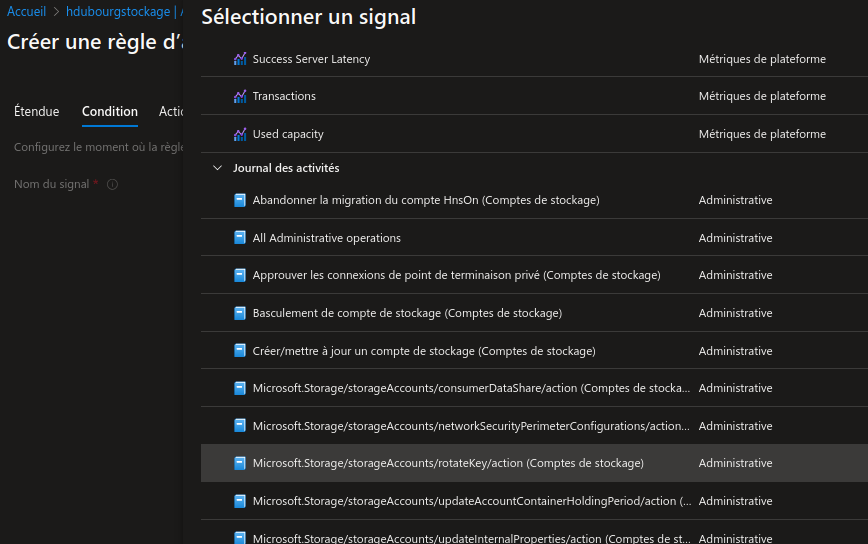 Accueil > hdubourgstockage |
Créer une règle d'a
Étendue Condition Actio
Configurez le moment où la règle
Nom du signal *
Sélectionner un signal
Success Server Latency Métriques de plateforme
Transactions Métriques de plateforme
Used capacity Métriques de plateforme
Journal des activités
Abandonner la migration du compte HnsOn (Comptes de stockage) Administrative
All Administrative operations Administrative
Approuver les connexions de point de terminaison privé (Comptes de stockage) Administrative
Basculement de compte de stockage (Comptes de stockage) Administrative
Créer/mettre à jour un compte de stockage (Comptes de stockage) Administrative
Microsoft.Storage/storageAccounts/consumerDataShare/action (Comptes de stocka... Administrative
Microsoft.Storage/storageAccounts/networkSecurityPerimeterConfigurations/action... Administrative
Microsoft.Storage/storageAccounts/rotateKey/action (Comptes de stockage) Administrative
Microsoft.Storage/storageAccounts/updateAccountContainerHoldingPeriod/action (... Administrative
Microsoft.Storage/storageAccounts/updateInternalProperties/action (Comptes de st... Administrative